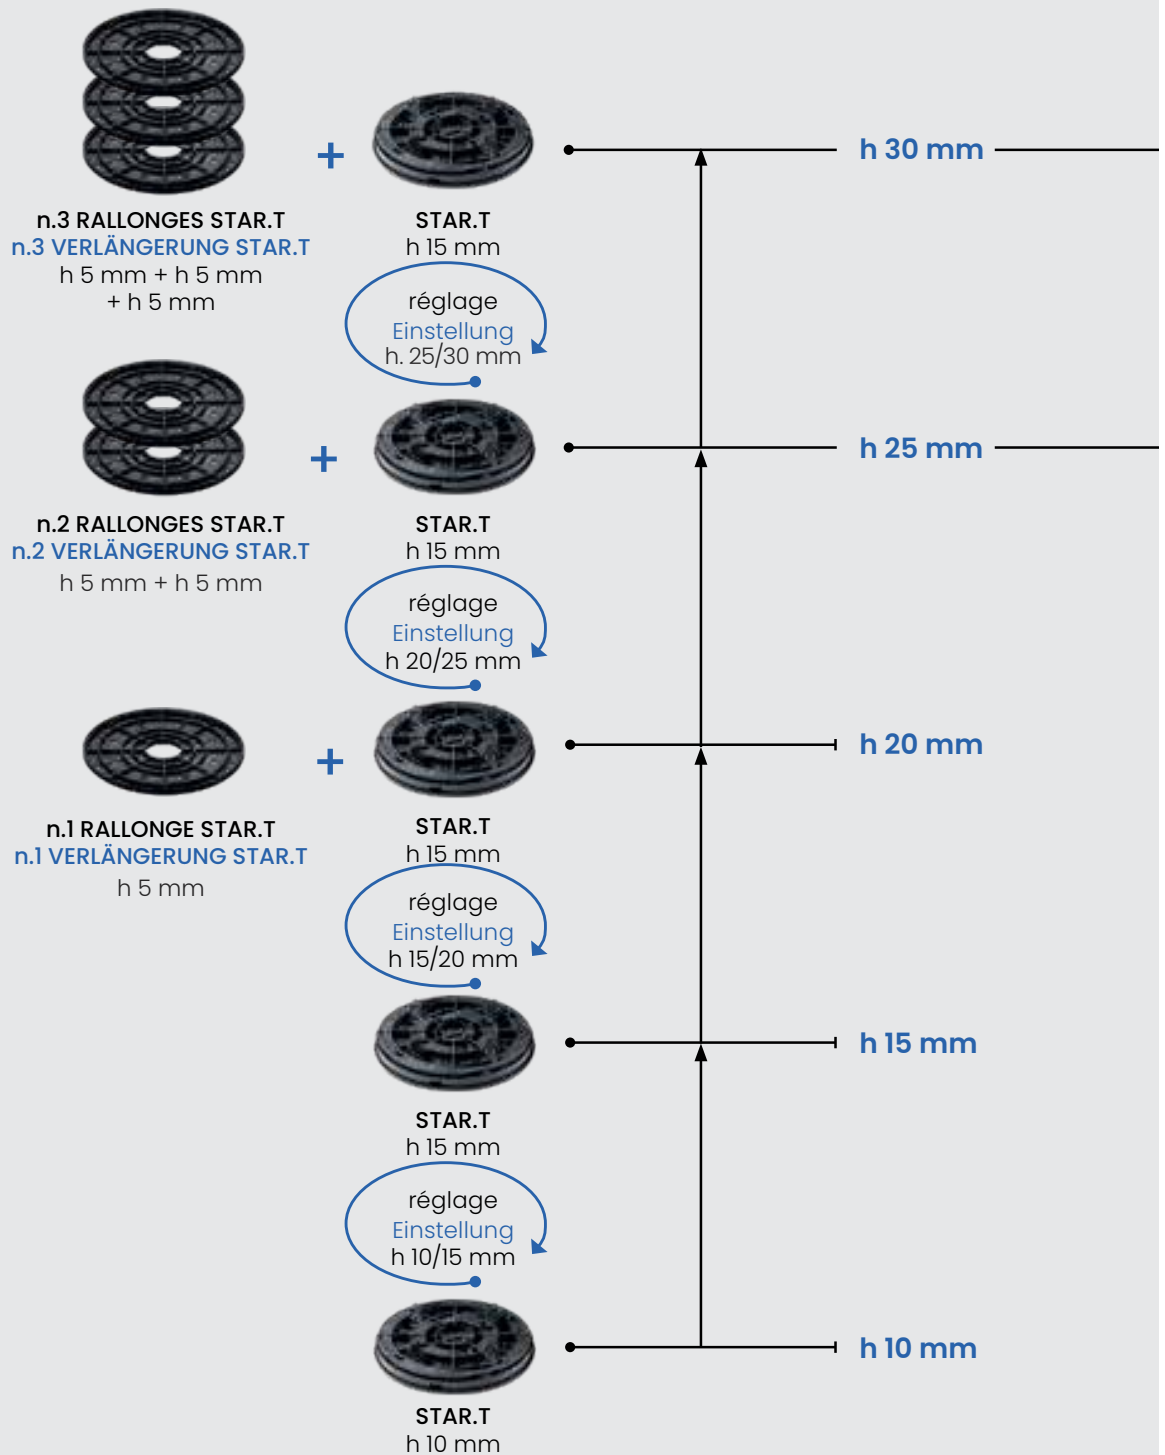 +
h 30 mm
n.3 RALLONGES STAR.T
n.3 VERLÄNGERUNG STAR.T
h 5 mm + h 5 mm
+ h 5 mm
STAR.T
h 15 mm
réglage
Einstellung
h. 25/30 mm
+
h 25 mm
n.2 RALLONGES STAR.T
n.2 VERLÄNGERUNG STAR.T
h 5 mm + h 5 mm
STAR.T
h 15 mm
réglage
Einstellung
h 20/25 mm
+
h 20 mm
n.1 RALLONGE STAR.T
n.1 VERLÄNGERUNG STAR.T
h 5 mm
STAR.T
h 15 mm
réglage
Einstellung
h 15/20 mm
h 15 mm
STAR.T
h 15 mm
réglage
Einstellung
h 10/15 mm
h 10 mm
STAR.T
h 10 mm